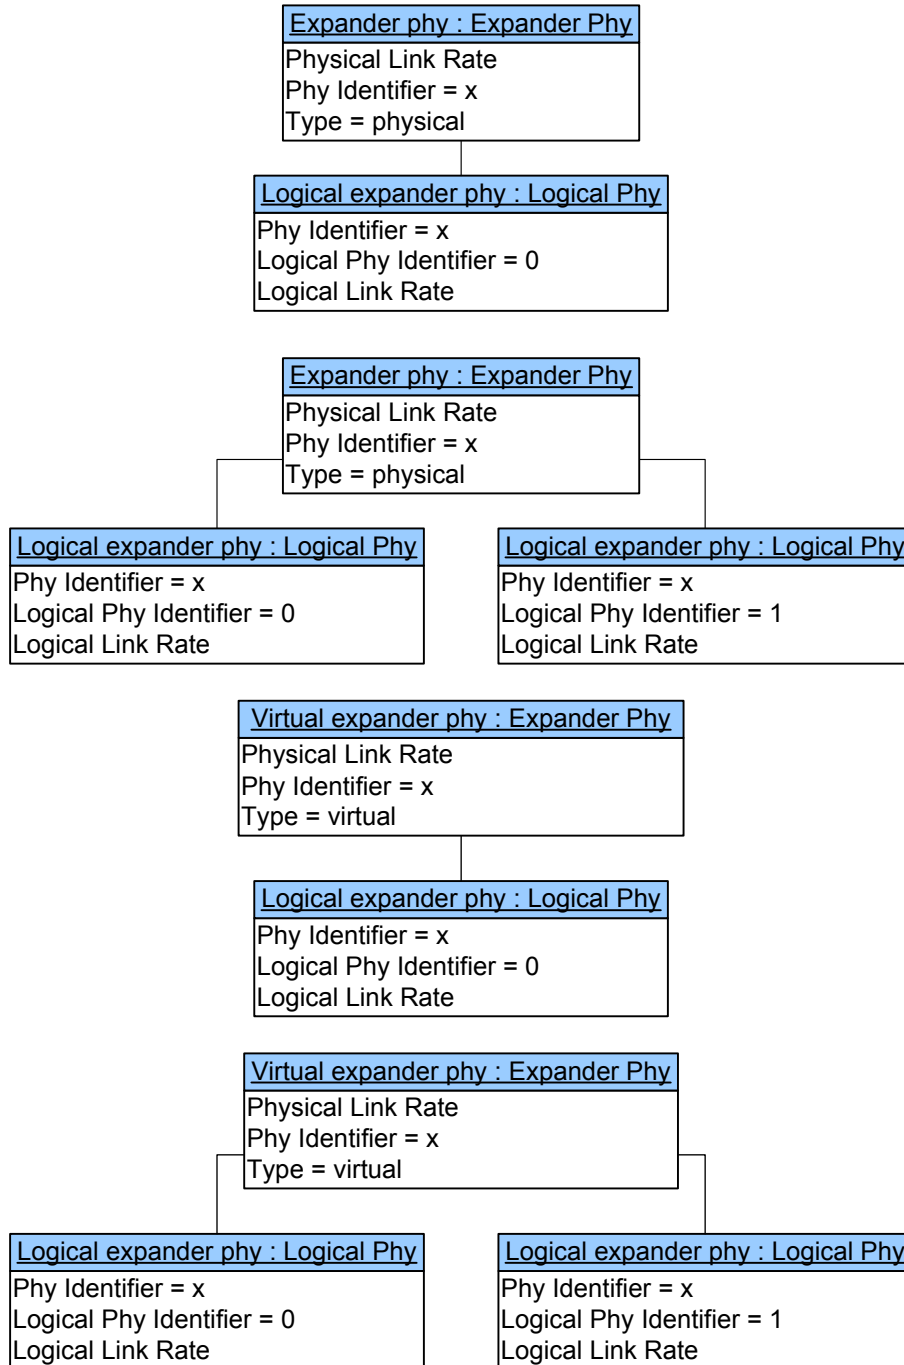 Expander phy : Expander Phy
Physical Link Rate
Phy Identifier = x
Type = physical
Logical expander phy : Logical Phy
Phy Identifier = x
Logical Phy Identifier = 0
Logical Link Rate
Expander phy : Expander Phy
Physical Link Rate
Phy Identifier = x
Type = physical
Logical expander phy : Logical Phy
Phy Identifier = x
Logical Phy Identifier = 0
Logical Link Rate
Logical expander phy : Logical Phy
Phy Identifier = x
Logical Phy Identifier = 1
Logical Link Rate
Virtual expander phy : Expander Phy
Physical Link Rate
Phy Identifier = x
Type = virtual
Logical expander phy : Logical Phy
Phy Identifier = x
Logical Phy Identifier = 0
Logical Link Rate
Virtual expander phy : Expander Phy
Physical Link Rate
Phy Identifier = x
Type = virtual
Logical expander phy : Logical Phy
Phy Identifier = x
Logical Phy Identifier = 0
Logical Link Rate
Logical expander phy : Logical Phy
Phy Identifier = x
Logical Phy Identifier = 1
Logical Link Rate